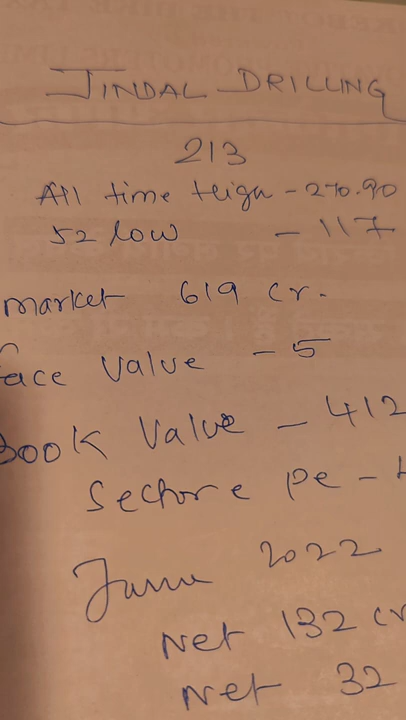 JINDAL DRILLING
213
All time High - 270.90
52 low - 117
market 619 cr.
face value - 5
Book Value - 412
Sectore pe -
June 2022
Net 132 cr
Net 32